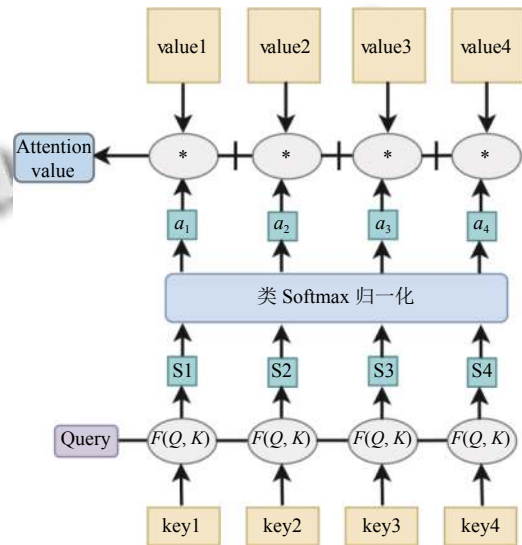 value1 value2 value3 value4
Attention
value
* * * *
a1 a2 a3 a4
类 Softmax 归一化
S1 S2 S3 S4
Query F(Q, K) F(Q, K) F(Q, K) F(Q, K)
key1 key2 key3 key4